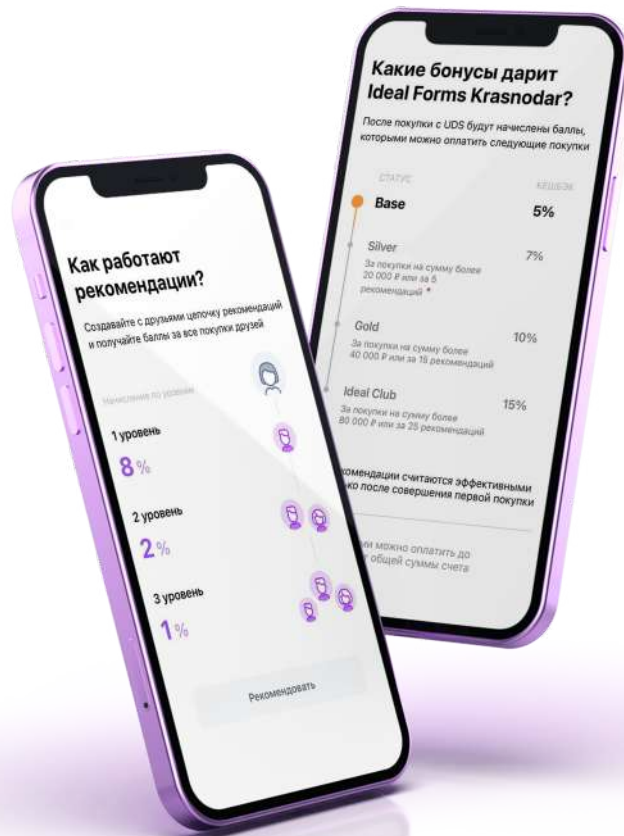 Как работают
рекомендации?
Создавайте с друзьями цепочку рекомендаций
и получайте баллы за все покупки друзей
Начисление по уровням
1 уровень
8 %
2 уровень
2 %
3 уровень
1 %
Рекомендовать
Какие бонусы дарит
Ideal Forms Krasnodar?
После покупки с UDS будут начислены баллы,
которыми можно оплатить следующие покупки
СТАТУС КЕШБЭК
Base 5%
Silver 7%
За покупки на сумму более
20 000 ₽ или за 5
рекомендаций *
Gold 10%
За покупки на сумму более
40 000 ₽ или за 15 рекомендаций
Ideal Club 15%
За покупки на сумму более
80 000 ₽ или за 25 рекомендаций
комендации считаются эффективными
ко после совершения первой покупки
ми можно оплатить до
общей суммы счета